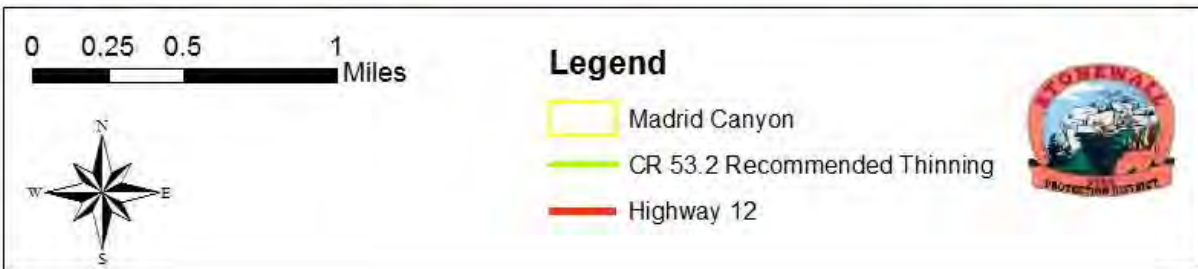 0 0.25 0.5 1
Miles
N
W E
S
Legend
Madrid Canyon
CR 53.2 Recommended Thinning
Highway 12
STONEWALL
FIRE
PROTECTION DISTRICT